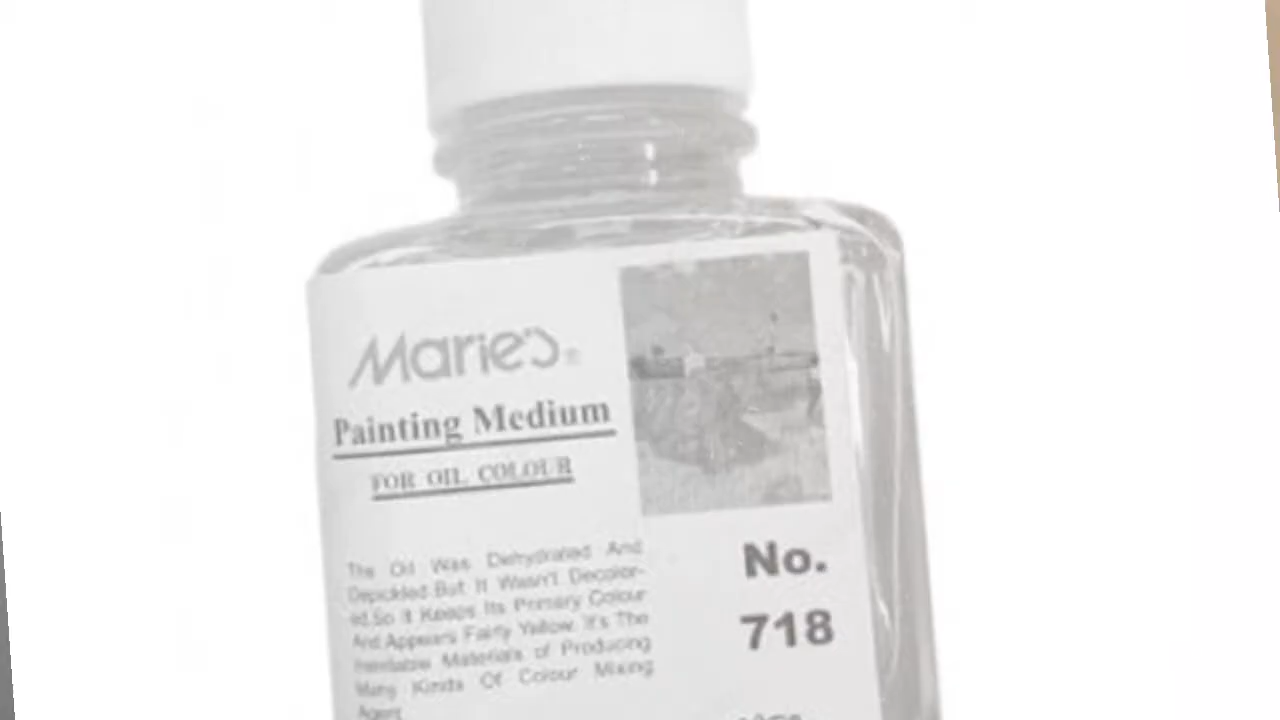 Marie's®
Painting Medium
FOR OIL COLOUR
The Oil Was Dehydrated And
Depickled.But It Wasn't Decolor-
ed.So It Keeps Its Primary Colour
And Appears Fairly Yellow. It's The
Materials of Producing
Many Kinds Of Colour Mixing
Agent
No.
718